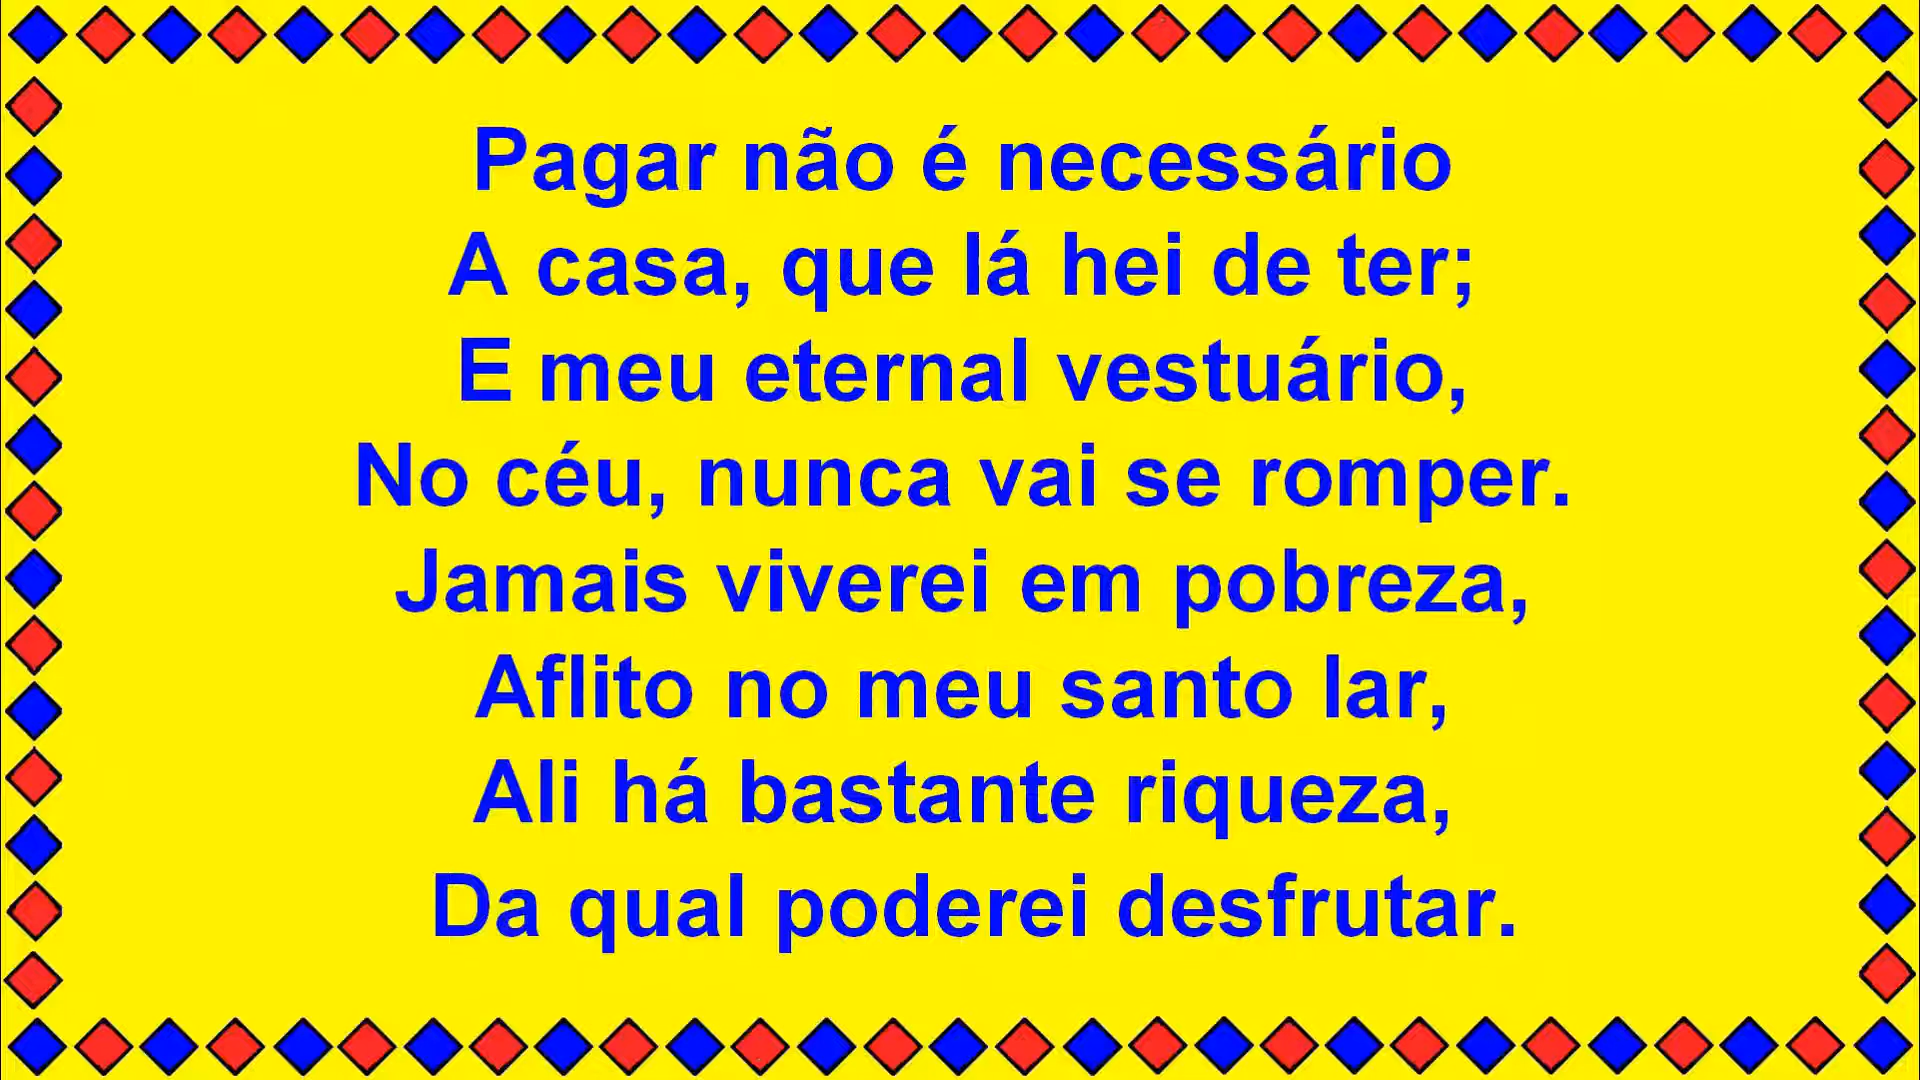 Pagar não é necessário
A casa, que lá hei de ter;
E meu eternal vestuário,
No céu, nunca vai se romper.
Jamais viverei em pobreza,
Aflito no meu santo lar,
Ali há bastante riqueza,
Da qual poderei desfrutar.